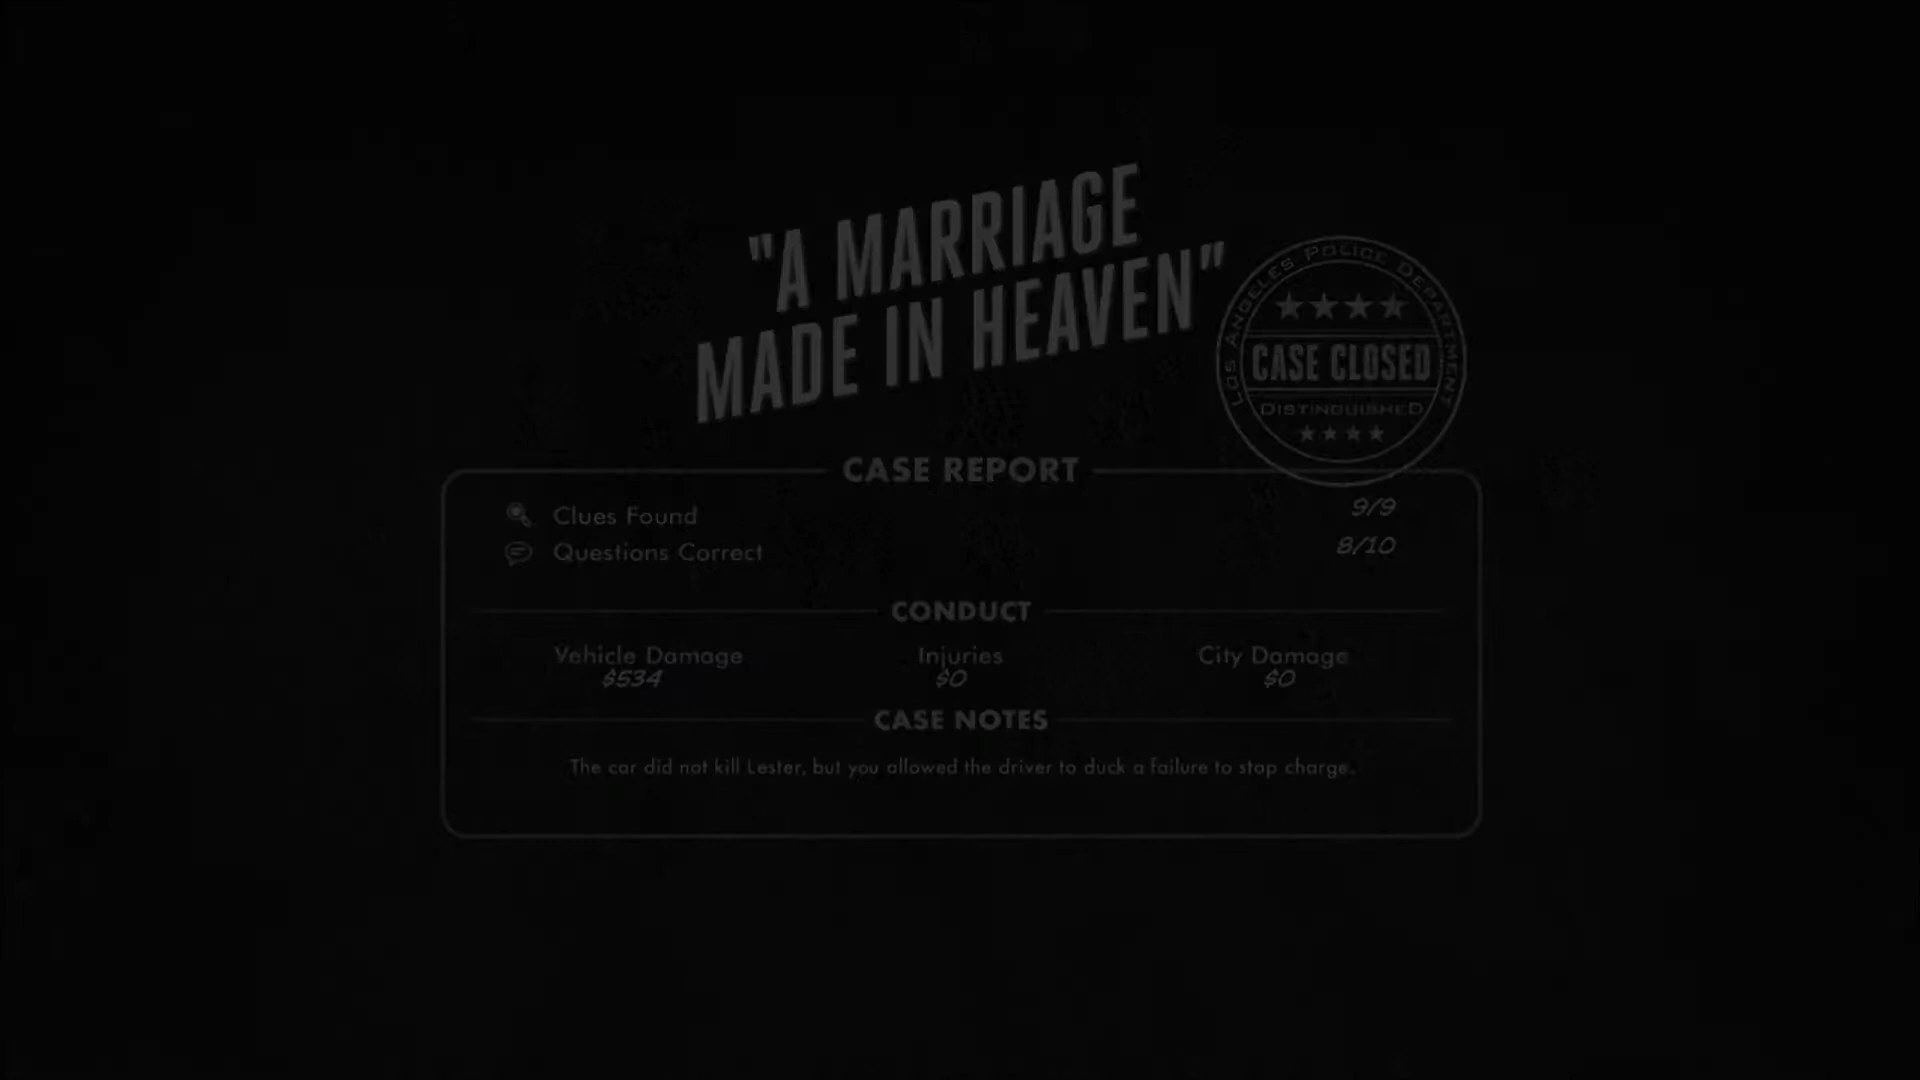 "A MARRIAGE
MADE IN HEAVEN"
LOS ANGELES POLICE DEPARTMENT
CASE CLOSED
DISTINGUISHED
CASE REPORT
Clues Found 9/9
Questions Correct 8/10
CONDUCT
Vehicle Damage Injuries City Damage
$534 $0 $0
CASE NOTES
The car did not kill Lester, but you allowed the driver to duck a failure to stop charge.